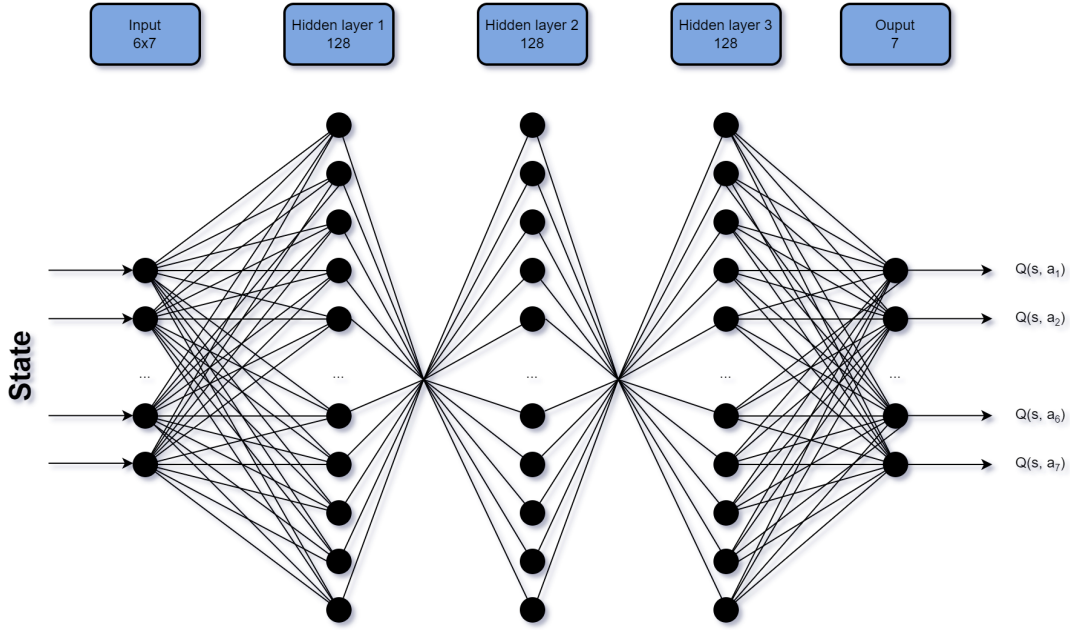 Input
6x7
Hidden layer 1
128
Hidden layer 2
128
Hidden layer 3
128
Ouput
7
State
...
...
...
...
...
Q(s, a₁)
Q(s, a₂)
Q(s, a₆)
Q(s, a₇)